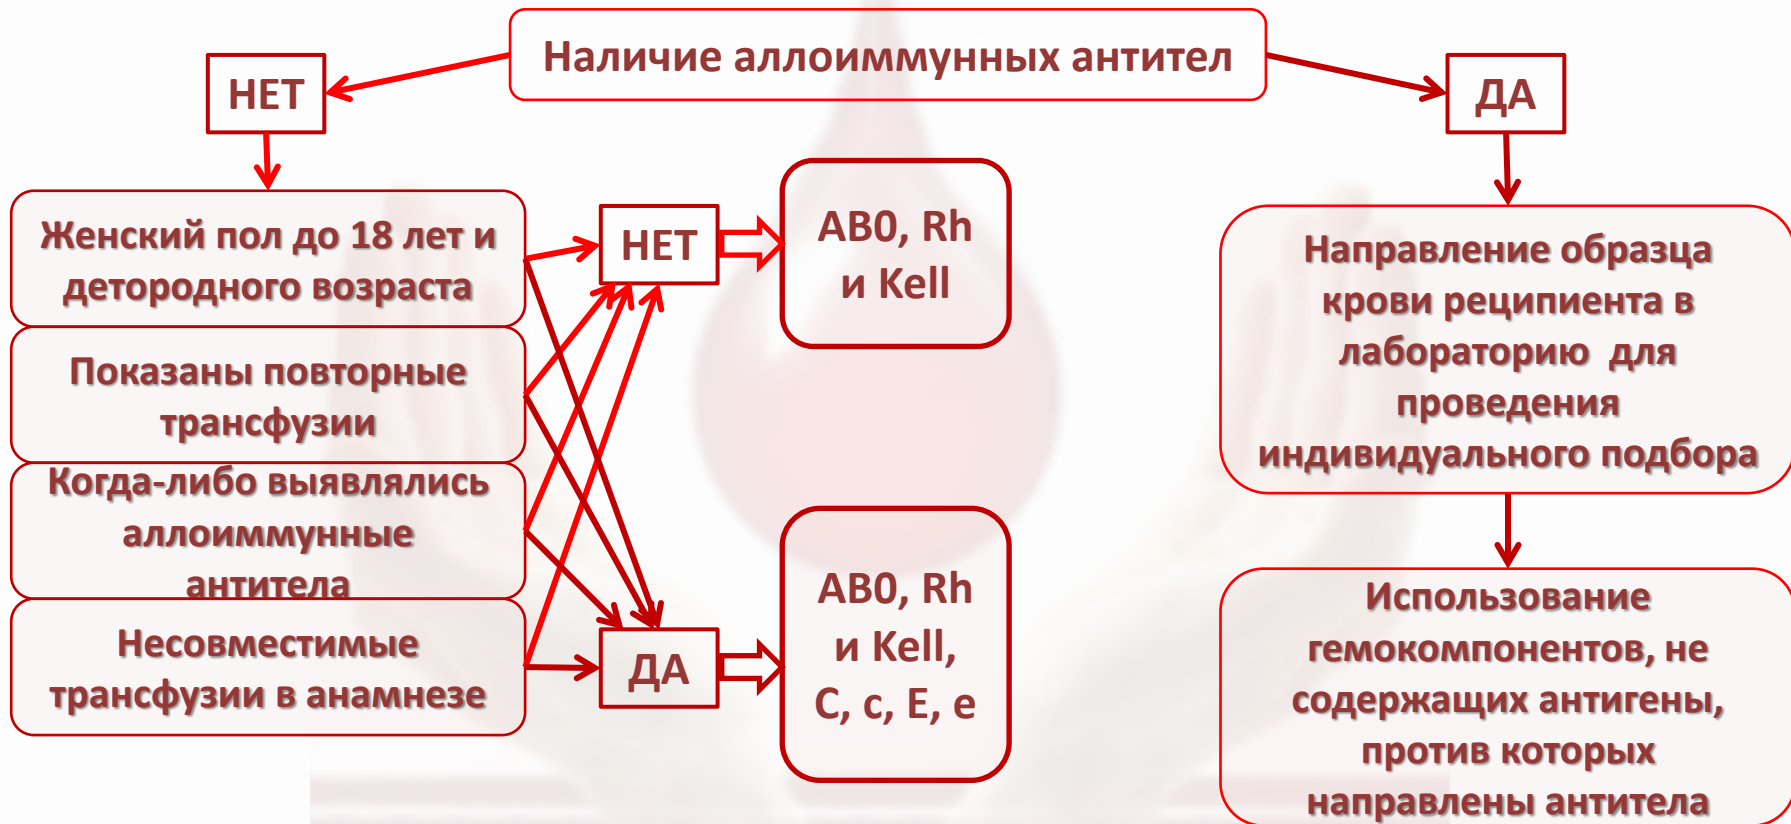 Наличие аллоиммунных антител
НЕТ
ДА
Женский пол до 18 лет и
детородного возраста
Показаны повторные
трансфузии
Когда-либо выявлялись
аллоиммунные
антитела
Несовместимые
трансфузии в анамнезе
НЕТ
AB0, Rh
и Kell
ДА
AB0, Rh
и Kell,
C, c, E, e
Направление образца
крови реципиента в
лабораторию для
проведения
индивидуального подбора
Использование
гемокомпонентов, не
содержащих антигены,
против которых
направлены антитела